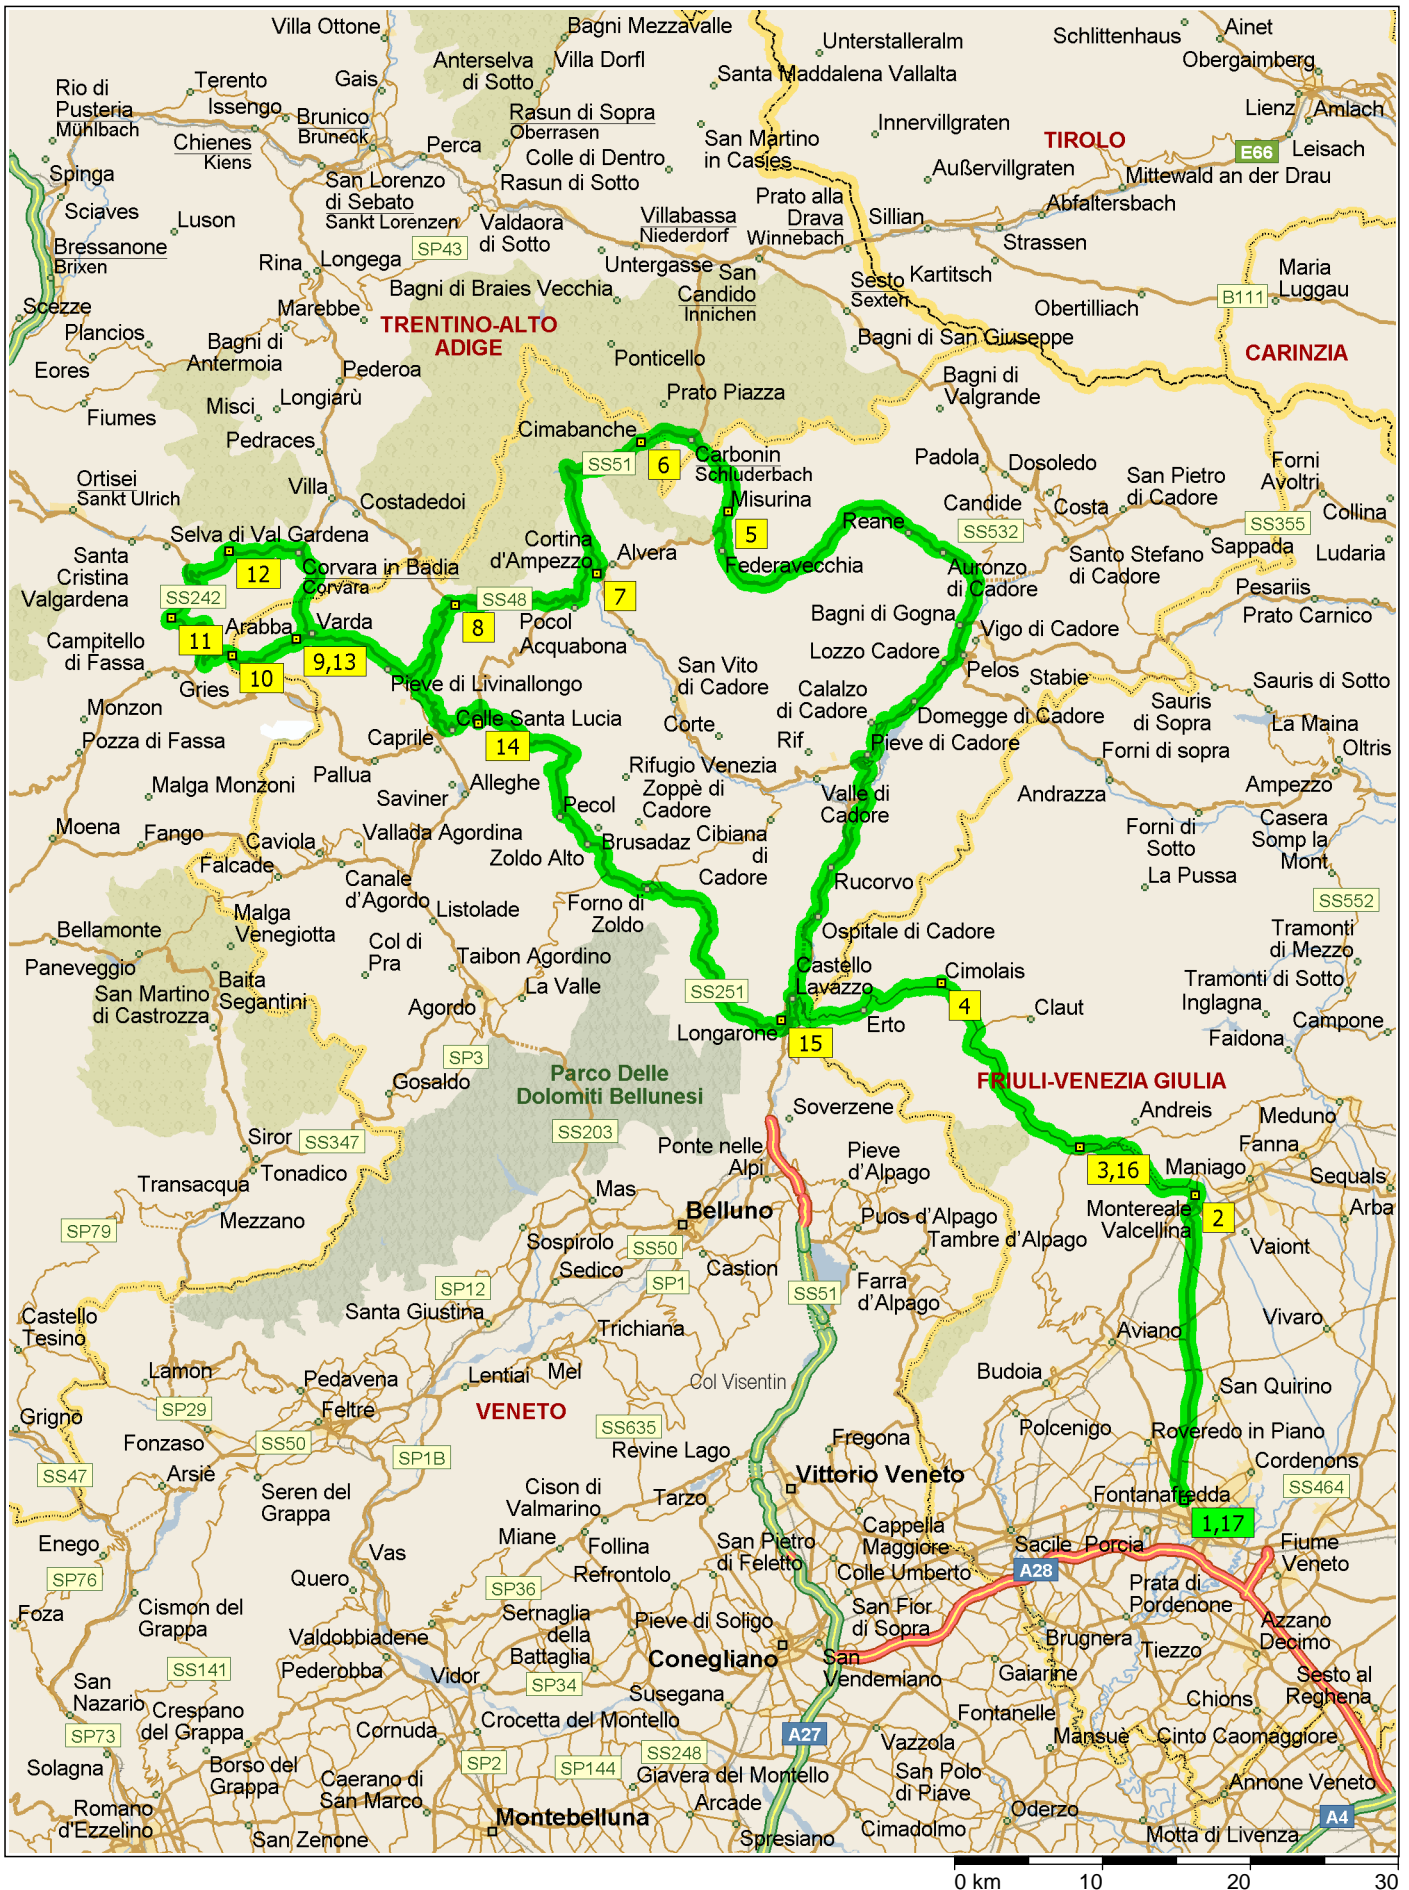 Villa Ottone
Bagni Mezzavalle
Unterstalleralm
Schlittenhaus
Ainet
Anterselva
di Sotto
Villa Dorfl
Obergaimberg
Rio di
Pusteria
Mühlbach
Terento
Gais
Santa Maddalena Vallalta
Issengo
Brunico
Bruneck
Rasun di Sopra
Oberrasen
Lienz
Amlach
Innervillgraten
TIROLO
Chienes
Kiens
Perca
Colle di Dentro
San Martino
in Casies
E66
Leisach
Spinga
San Lorenzo
di Sebato
Sankt Lorenzen
Rasun di Sotto
Außervillgraten
Mittewald an der Drau
Sciaves
Luson
Valdaora
di Sotto
Villabassa
Niederdorf
Prato alla
Drava
Winnebach
Sillian
Abfaltersbach
Bressanone
Brixen
SP43
Strassen
Rina
Longega
Untergasse
San
Candido
Innichen
Sesto
Sexten
Kartitsch
Maria
Luggau
Scezze
Marebbe
Bagni di Braies Vecchia
Obertilliach
B111
Plancios
Bagni di
Antermoia
TRENTINO-ALTO
ADIGE
Bagni di San Giuseppe
CARINZIA
Eores
Pederoa
Ponticello
Bagni di
Valgrande
Fiumes
Misci
Longiarù
Prato Piazza
Pedraces
Cimabanche
Carbonin
Schluderbach
Padola
Dosoledo
San Pietro
di Cadore
Forni
Avoltri
SS51
6
Ortisei
Sankt Ulrich
Villa
Costadedoi
Misurina
Candide
Costa
Collina
5
Reane
SS532
SS355
Selva di Val Gardena
Cortina
d'Ampezzo
Alvera
Federavecchia
Santo Stefano
di Cadore
Sappada
Ludaria
Santa
Cristina
Valgardena
12
Corvara in Badia
Corvara
Auronzo
di Cadore
Pesariis
SS242
SS48
7
Bagni di Gogna
Prato Carnico
Campitello
di Fassa
11
Arabba
Varda
8
Pocol
Acquabona
Vigo di Cadore
9,13
10
Lozzo Cadore
Pelos
Stabie
Gries
Pieve di Livinallongo
San Vito
di Cadore
Calalzo
di Cadore
Sauris
di Sopra
Sauris di Sotto
Monzon
Colle Santa Lucia
Corte
Domegge di Cadore
La Maina
Pozza di Fassa
Caprile
14
Rif
Pieve di Cadore
Forni di sopra
Oltris
Malga Monzoni
Pallua
Alleghe
Rifugio Venezia
Zoppè di
Cadore
Valle di
Cadore
Andrazza
Ampezzo
Saviner
Pecol
Moena
Fango
Caviola
Vallada Agordina
Brusadaz
Cibiana
di
Cadore
Forni di
Sotto
Casera
Somp la
Mont
Falcade
Zoldo Alto
Rucorvo
La Pussa
Canale
d'Agordo
Forno di
Zoldo
SS552
Malga
Venegiotta
Listolade
Ospitale di Cadore
Tramonti
di Mezzo
Bellamonte
Col di
Pra
Taibon Agordino
Paneveggio
Baita
Segantini
Castello
Lavazzo
Cimolais
Tramonti di Sotto
San Martino
di Castrozza
La Valle
SS251
4
Claut
Inglagna
Agordo
Longarone
15
Erto
Campone
Faidona
SP3
Parco Delle
Dolomiti Bellunesi
FRIULI-VENEZIA GIULIA
Gosaldo
Soverzene
Andreis
Meduno
Siror
SS347
SS203
Ponte nelle
Alpi
Pieve
d'Alpago
Fanna
Tonadico
3,16
Maniago
Sequals
Transacqua
Mas
Belluno
Puos d'Alpago
Montereale
Valcellina
2
Arba
Mezzano
SP79
Sospirolo
SS50
Tambre d'Alpago
Vaiont
Sedico
SP1
Castion
Farra
d'Alpago
SP12
SS51
Castello
Tesino
Santa Giustina
Trichiana
Aviano
Vivaro
Lamon
Pedavena
Lentiai
Mel
Col Visentin
Budoia
San Quirino
SP29
Feltre
VENETO
Grigno
SS50
SS635
Polcenigo
Roveredo in Piano
Fonzaso
SP1B
Revine Lago
Fregona
Cordenons
SS47
Arsiè
Seren del
Grappa
Cison di
Valmarino
Tarzo
Vittorio Veneto
Fontanafredda
SS464
Enego
Miane
Follina
San Pietro
di Feletto
Cappella
Maggiore
1,17
Fiume
Veneto
Vas
Sacile
Porcia
SP76
Quero
SP36
Refrontolo
Colle Umberto
A28
Prata di
Pordenone
Foza
Cismon del
Grappa
Sernaglia
della
Battaglia
Pieve di Soligo
San Fior
di Sopra
Azzano
Decimo
Valdobbiadene
Brugnera
Tiezzo
SS141
Pederobba
Vidor
Conegliano
San
Vendemiano
Gaiarine
Sesto al
Reghena
San
Nazario
SP34
Susegana
Chions
Crespano
del Grappa
Crocetta del Montello
Fontanelle
SP73
Cornuda
A27
Vazzola
Mansuè
Cinto Caomaggiore
Solagna
Borso del
Grappa
SP2
SP144
SS248
Giavera del Montello
San Polo
di Piave
Annone Veneto
Caerano di
San Marco
Arcade
Oderzo
Romano
d'Ezzelino
Montebelluna
Cimadolmo
A4
San Zenone
Spresiano
Motta di Livenza
0 km
10
20
30